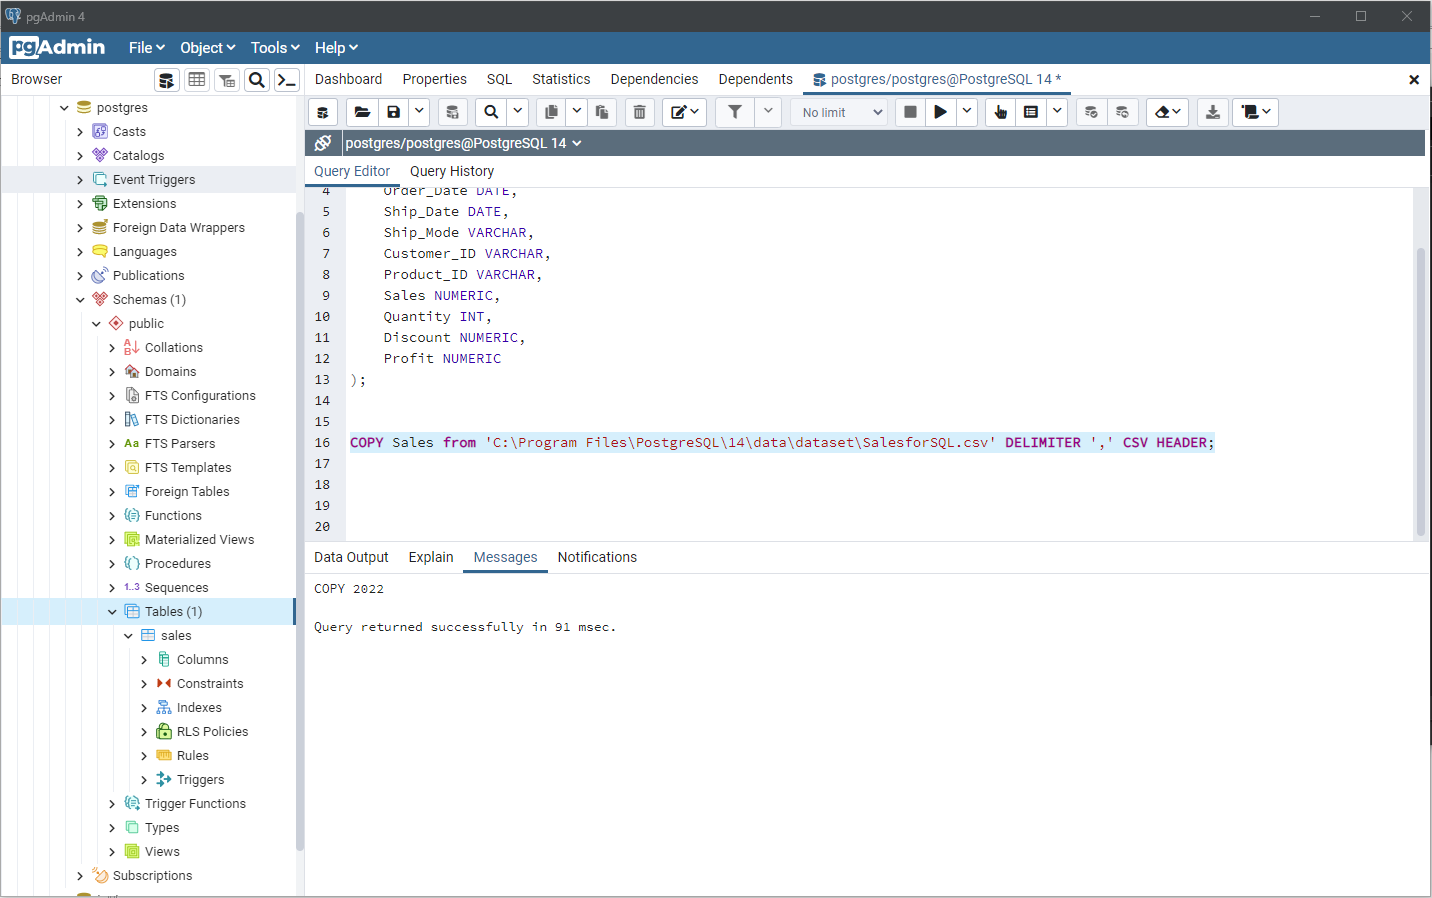 pgAdmin 4
pgAdmin File Object Tools Help
Browser Dashboard Properties SQL Statistics Dependencies Dependents postgres/postgres@PostgreSQL 14 *
No limit
postgres/postgres@PostgreSQL 14
Query Editor Query History
postgres
Casts
Catalogs
Event Triggers
Extensions
Foreign Data Wrappers
Languages
Publications
Schemas (1)
public
Collations
Domains
FTS Configurations
FTS Dictionaries
Aa FTS Parsers
FTS Templates
Foreign Tables
Functions
Materialized Views
Procedures
1..3 Sequences
Tables (1)
sales
Columns
Constraints
Indexes
RLS Policies
Rules
Triggers
Trigger Functions
Types
Views
Subscriptions
4 Order_Date DATE,
5 Ship_Date DATE,
6 Ship_Mode VARCHAR,
7 Customer_ID VARCHAR,
8 Product_ID VARCHAR,
9 Sales NUMERIC,
10 Quantity INT,
11 Discount NUMERIC,
12 Profit NUMERIC
13 );
14
15
16 COPY Sales from 'C:\Program Files\PostgreSQL\14\data\dataset\SalesforSQL.csv' DELIMITER ',' CSV HEADER;
17
18
19
20
Data Output Explain Messages Notifications
COPY 2022
Query returned successfully in 91 msec.